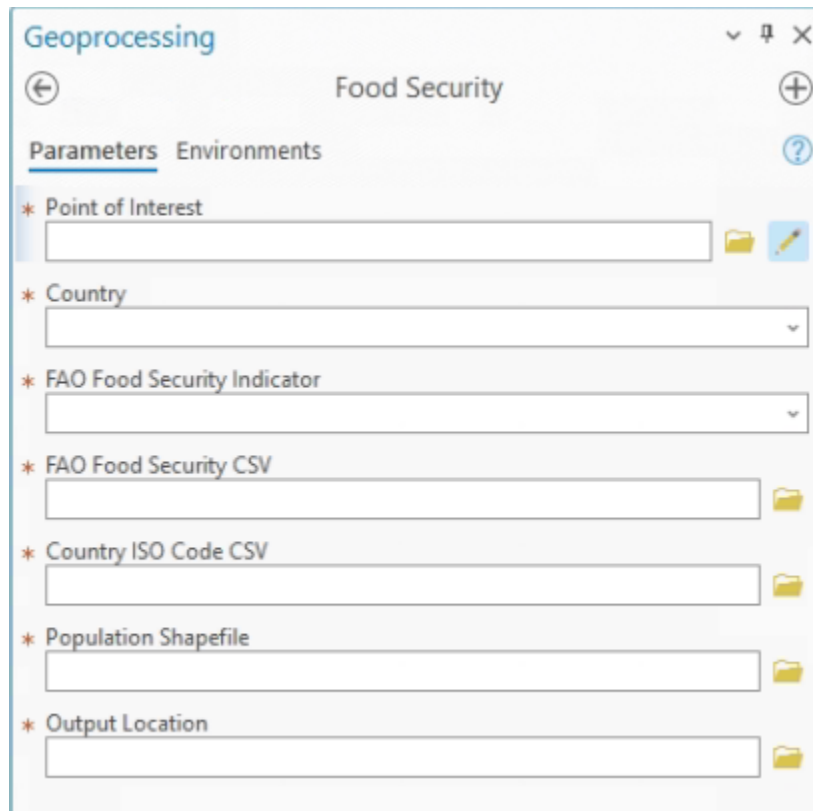 Geoprocessing
Food Security
Parameters Environments
* Point of Interest
* Country
* FAO Food Security Indicator
* FAO Food Security CSV
* Country ISO Code CSV
* Population Shapefile
* Output Location